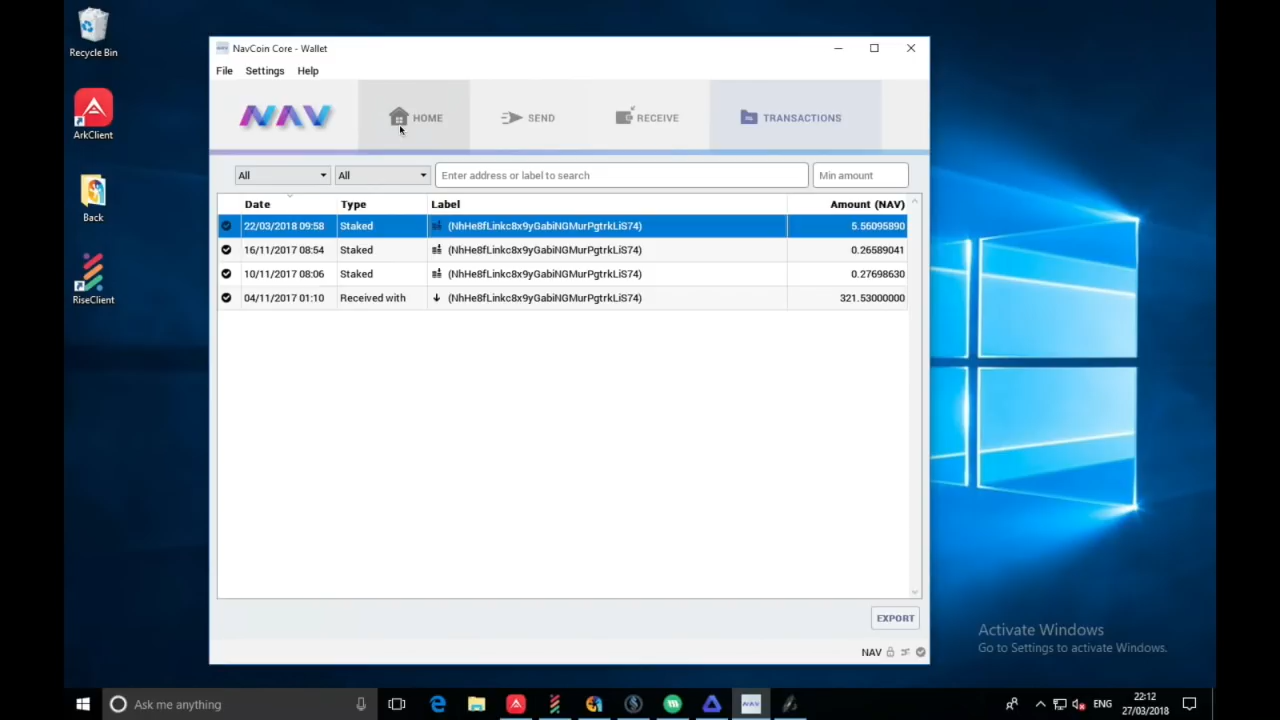 Recycle Bin
ArkClient
Back
RiseClient
NavCoin Core - Wallet
File Settings Help
NAV HOME SEND RECEIVE TRANSACTIONS
All All Enter address or label to search Min amount
Date Type Label Amount (NAV)
22/03/2018 09:58 Staked (NhHe8fLinkc8x9yGabiNGMurPgtrkLiS74) 5.56095890
16/11/2017 08:54 Staked (NhHe8fLinkc8x9yGabiNGMurPgtrkLiS74) 0.26589041
10/11/2017 08:06 Staked (NhHe8fLinkc8x9yGabiNGMurPgtrkLiS74) 0.27698630
04/11/2017 01:10 Received with (NhHe8fLinkc8x9yGabiNGMurPgtrkLiS74) 321.53000000
EXPORT
NAV
Activate Windows
Go to Settings to activate Windows.
Ask me anything
NAV
ENG
22:12
27/03/2018